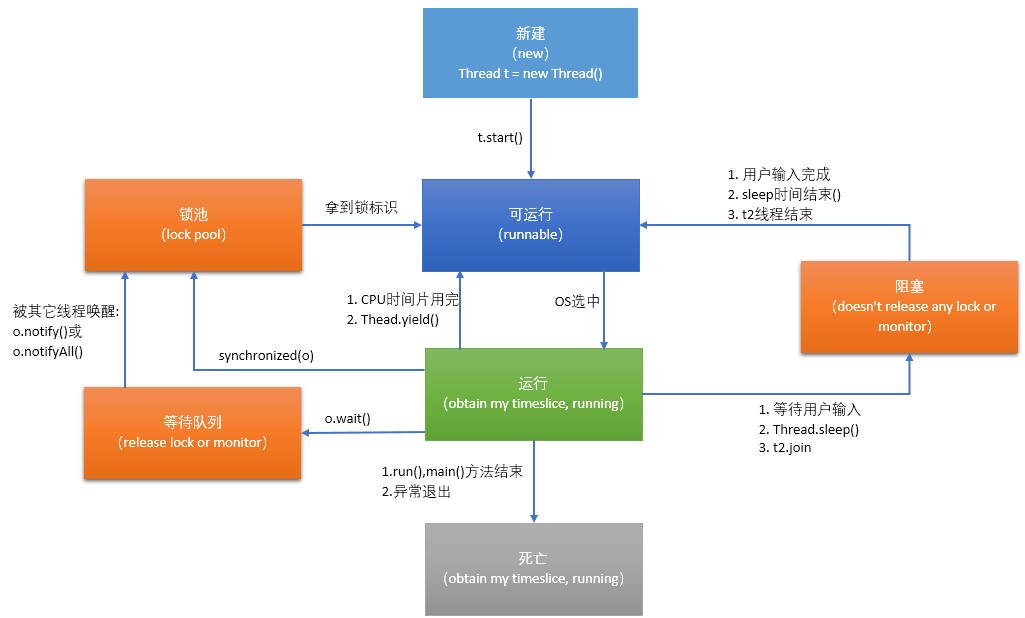 新建
(new)
Thread t = new Thread()
t.start()
锁池
(lock pool)
拿到锁标识
可运行
(runnable)
1. 用户输入完成
2. sleep时间结束()
3. t2线程结束
阻塞
(doesn't release any lock or
monitor)
被其它线程唤醒:
o.notify()或
o.notifyAll()
1. CPU时间片用完
2. Thead.yield()
OS选中
synchronized(o)
运行
(obtain my timeslice, running)
等待队列
(release lock or monitor)
o.wait()
1. 等待用户输入
2. Thread.sleep()
3. t2.join
1.run(),main()方法结束
2.异常退出
死亡
(obtain my timeslice, running)